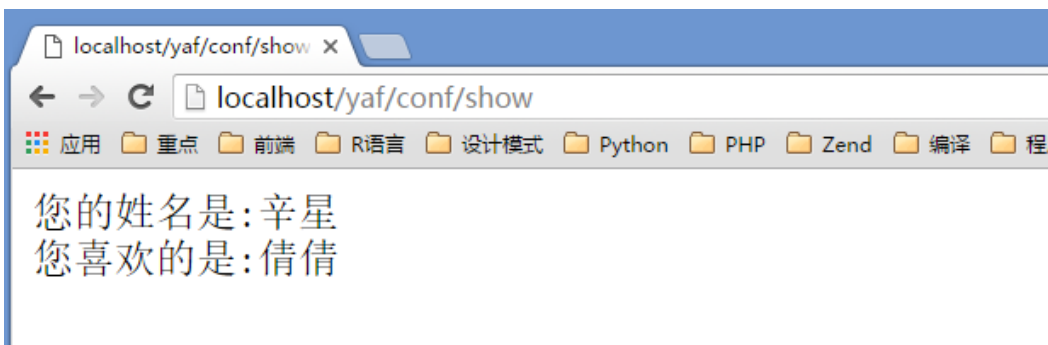 localhost/yaf/conf/show
localhost/yaf/conf/show
应用 重点 前端 R语言 设计模式 Python PHP Zend 编译 程
您的姓名是:辛星
您喜欢的是:倩倩